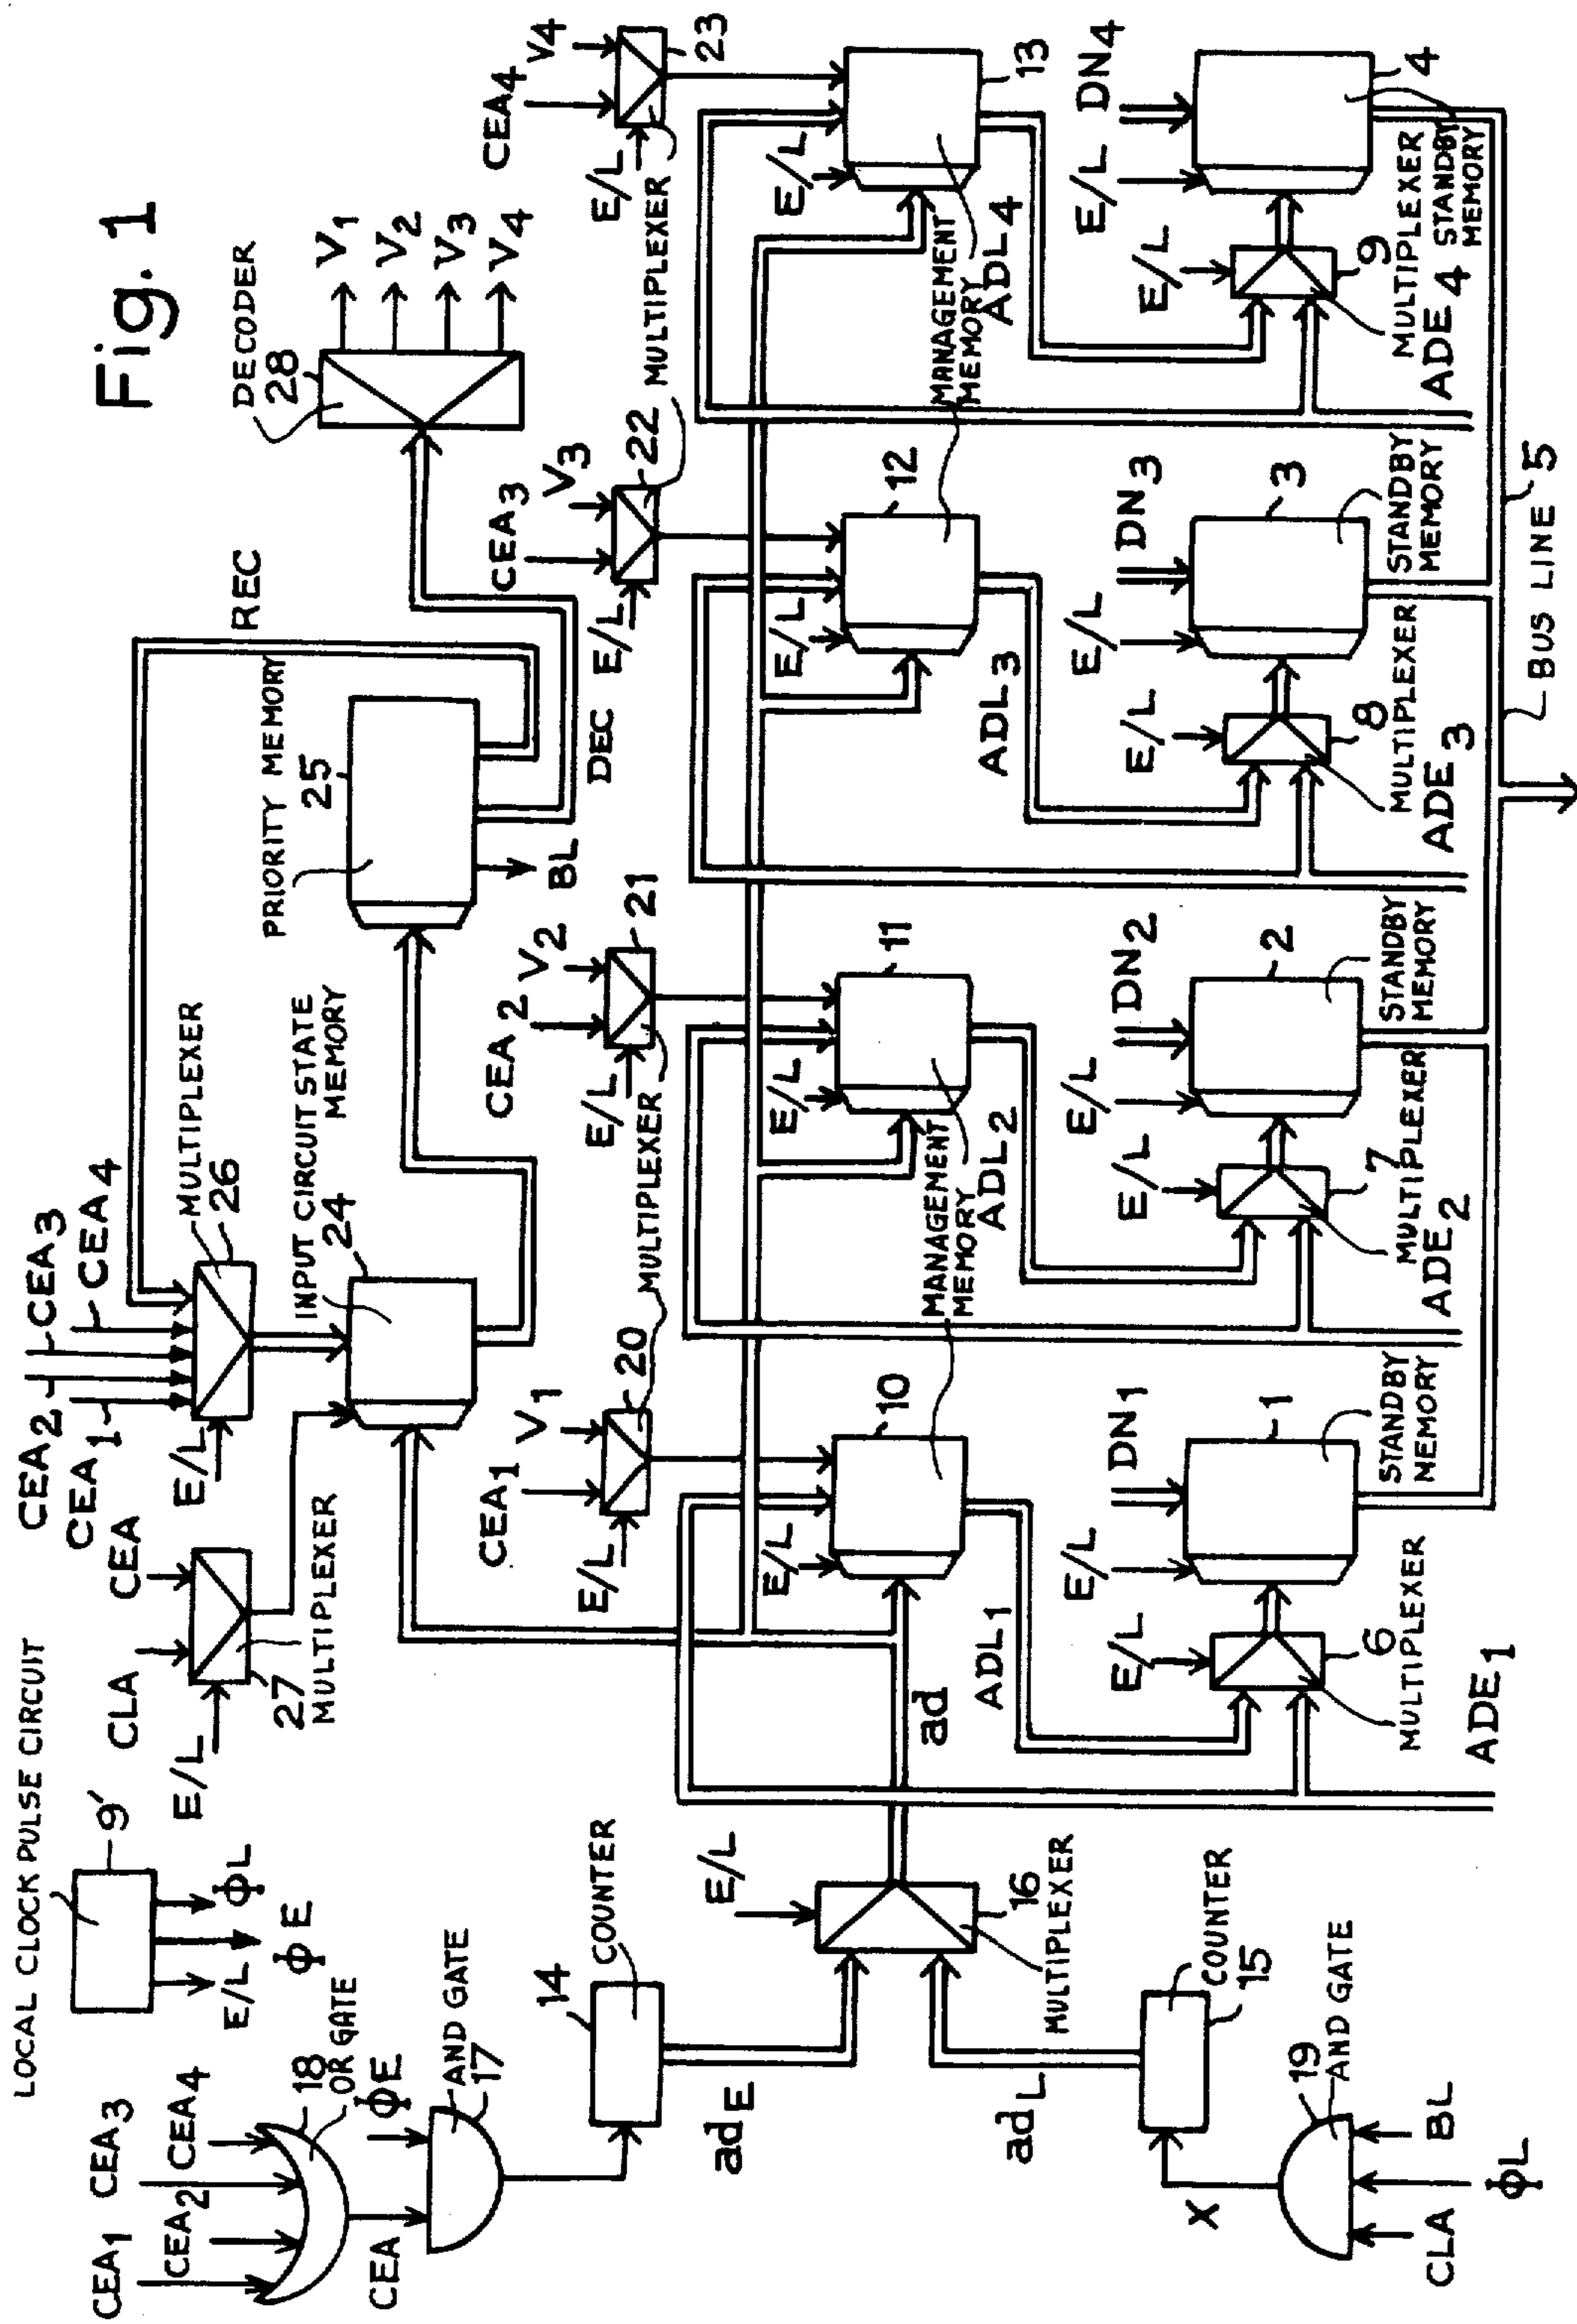 Fig. 1
LOCAL CLOCK PULSE CIRCUIT
9'
E/L
ΦE
ΦL
CEA1
CEA2
CEA3
CEA4
18
OR GATE
CEA
ΦE
AND GATE
17
14
COUNTER
adE
E/L
16
MULTIPLEXER
adL
COUNTER
15
X
19
AND GATE
CLA
ΦL
BL
ad
CLA
CEA
E/L
27
MULTIPLEXER
CEA2
CEA1
CEA3
CEA4
E/L
MULTIPLEXER
26
INPUT CIRCUIT STATE
MEMORY
24
PRIORITY MEMORY
25
BL
DEC
REC
DECODER
28
V1
V2
V3
V4
CEA1
V1
E/L
20
MULTIPLEXER
CEA2
V2
E/L
21
MULTIPLEXER
CEA3
V3
E/L
22
MULTIPLEXER
CEA4
V4
E/L
23
E/L
10
ADL1
MANAGEMENT
MEMORY
E/L
11
ADL2
E/L
12
ADL3
MANAGEMENT
MEMORY
E/L
13
ADL4
E/L
DN1
1
STANDBY
MEMORY
E/L
6
MULTIPLEXER
ADE1
E/L
DN2
2
STANDBY
MEMORY
E/L
7
MULTIPLEXER
ADE2
E/L
DN3
3
STANDBY
MEMORY
E/L
8
MULTIPLEXER
ADE3
E/L
DN4
4
STANDBY
MEMORY
E/L
9
MULTIPLEXER
ADE4
BUS LINE
5